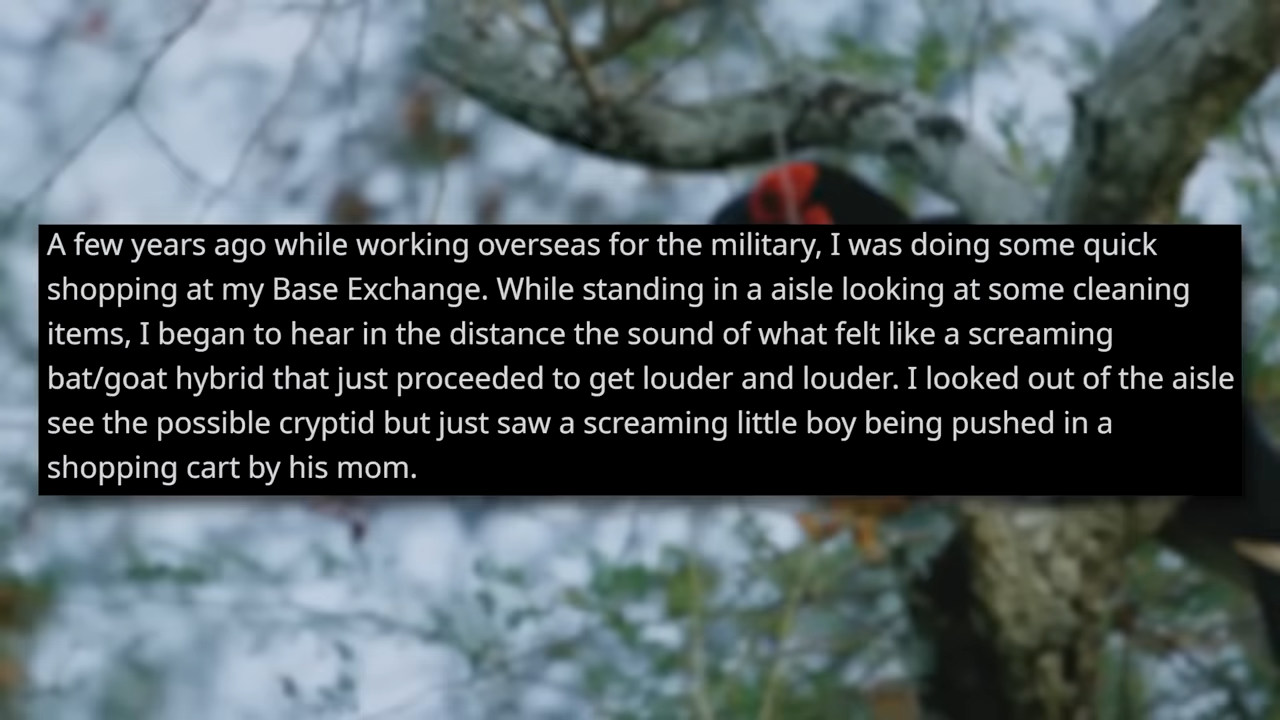 A few years ago while working overseas for the military, I was doing some quick
shopping at my Base Exchange. While standing in a aisle looking at some cleaning
items, I began to hear in the distance the sound of what felt like a screaming
bat/goat hybrid that just proceeded to get louder and louder. I looked out of the aisle
see the possible cryptid but just saw a screaming little boy being pushed in a
shopping cart by his mom.